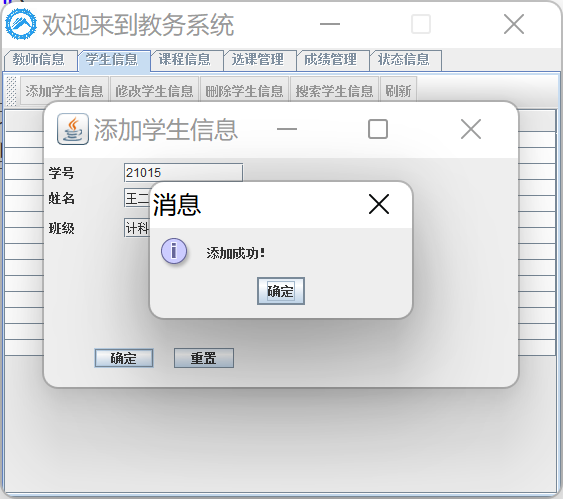 欢迎来到教务系统
教师信息 学生信息 课程信息 选课管理 成绩管理 状态信息
添加学生信息 修改学生信息 删除学生信息 搜索学生信息 刷新
添加学生信息
学号 21015
姓名 王二
班级 计科
消息
添加成功!
确定
确定 重置